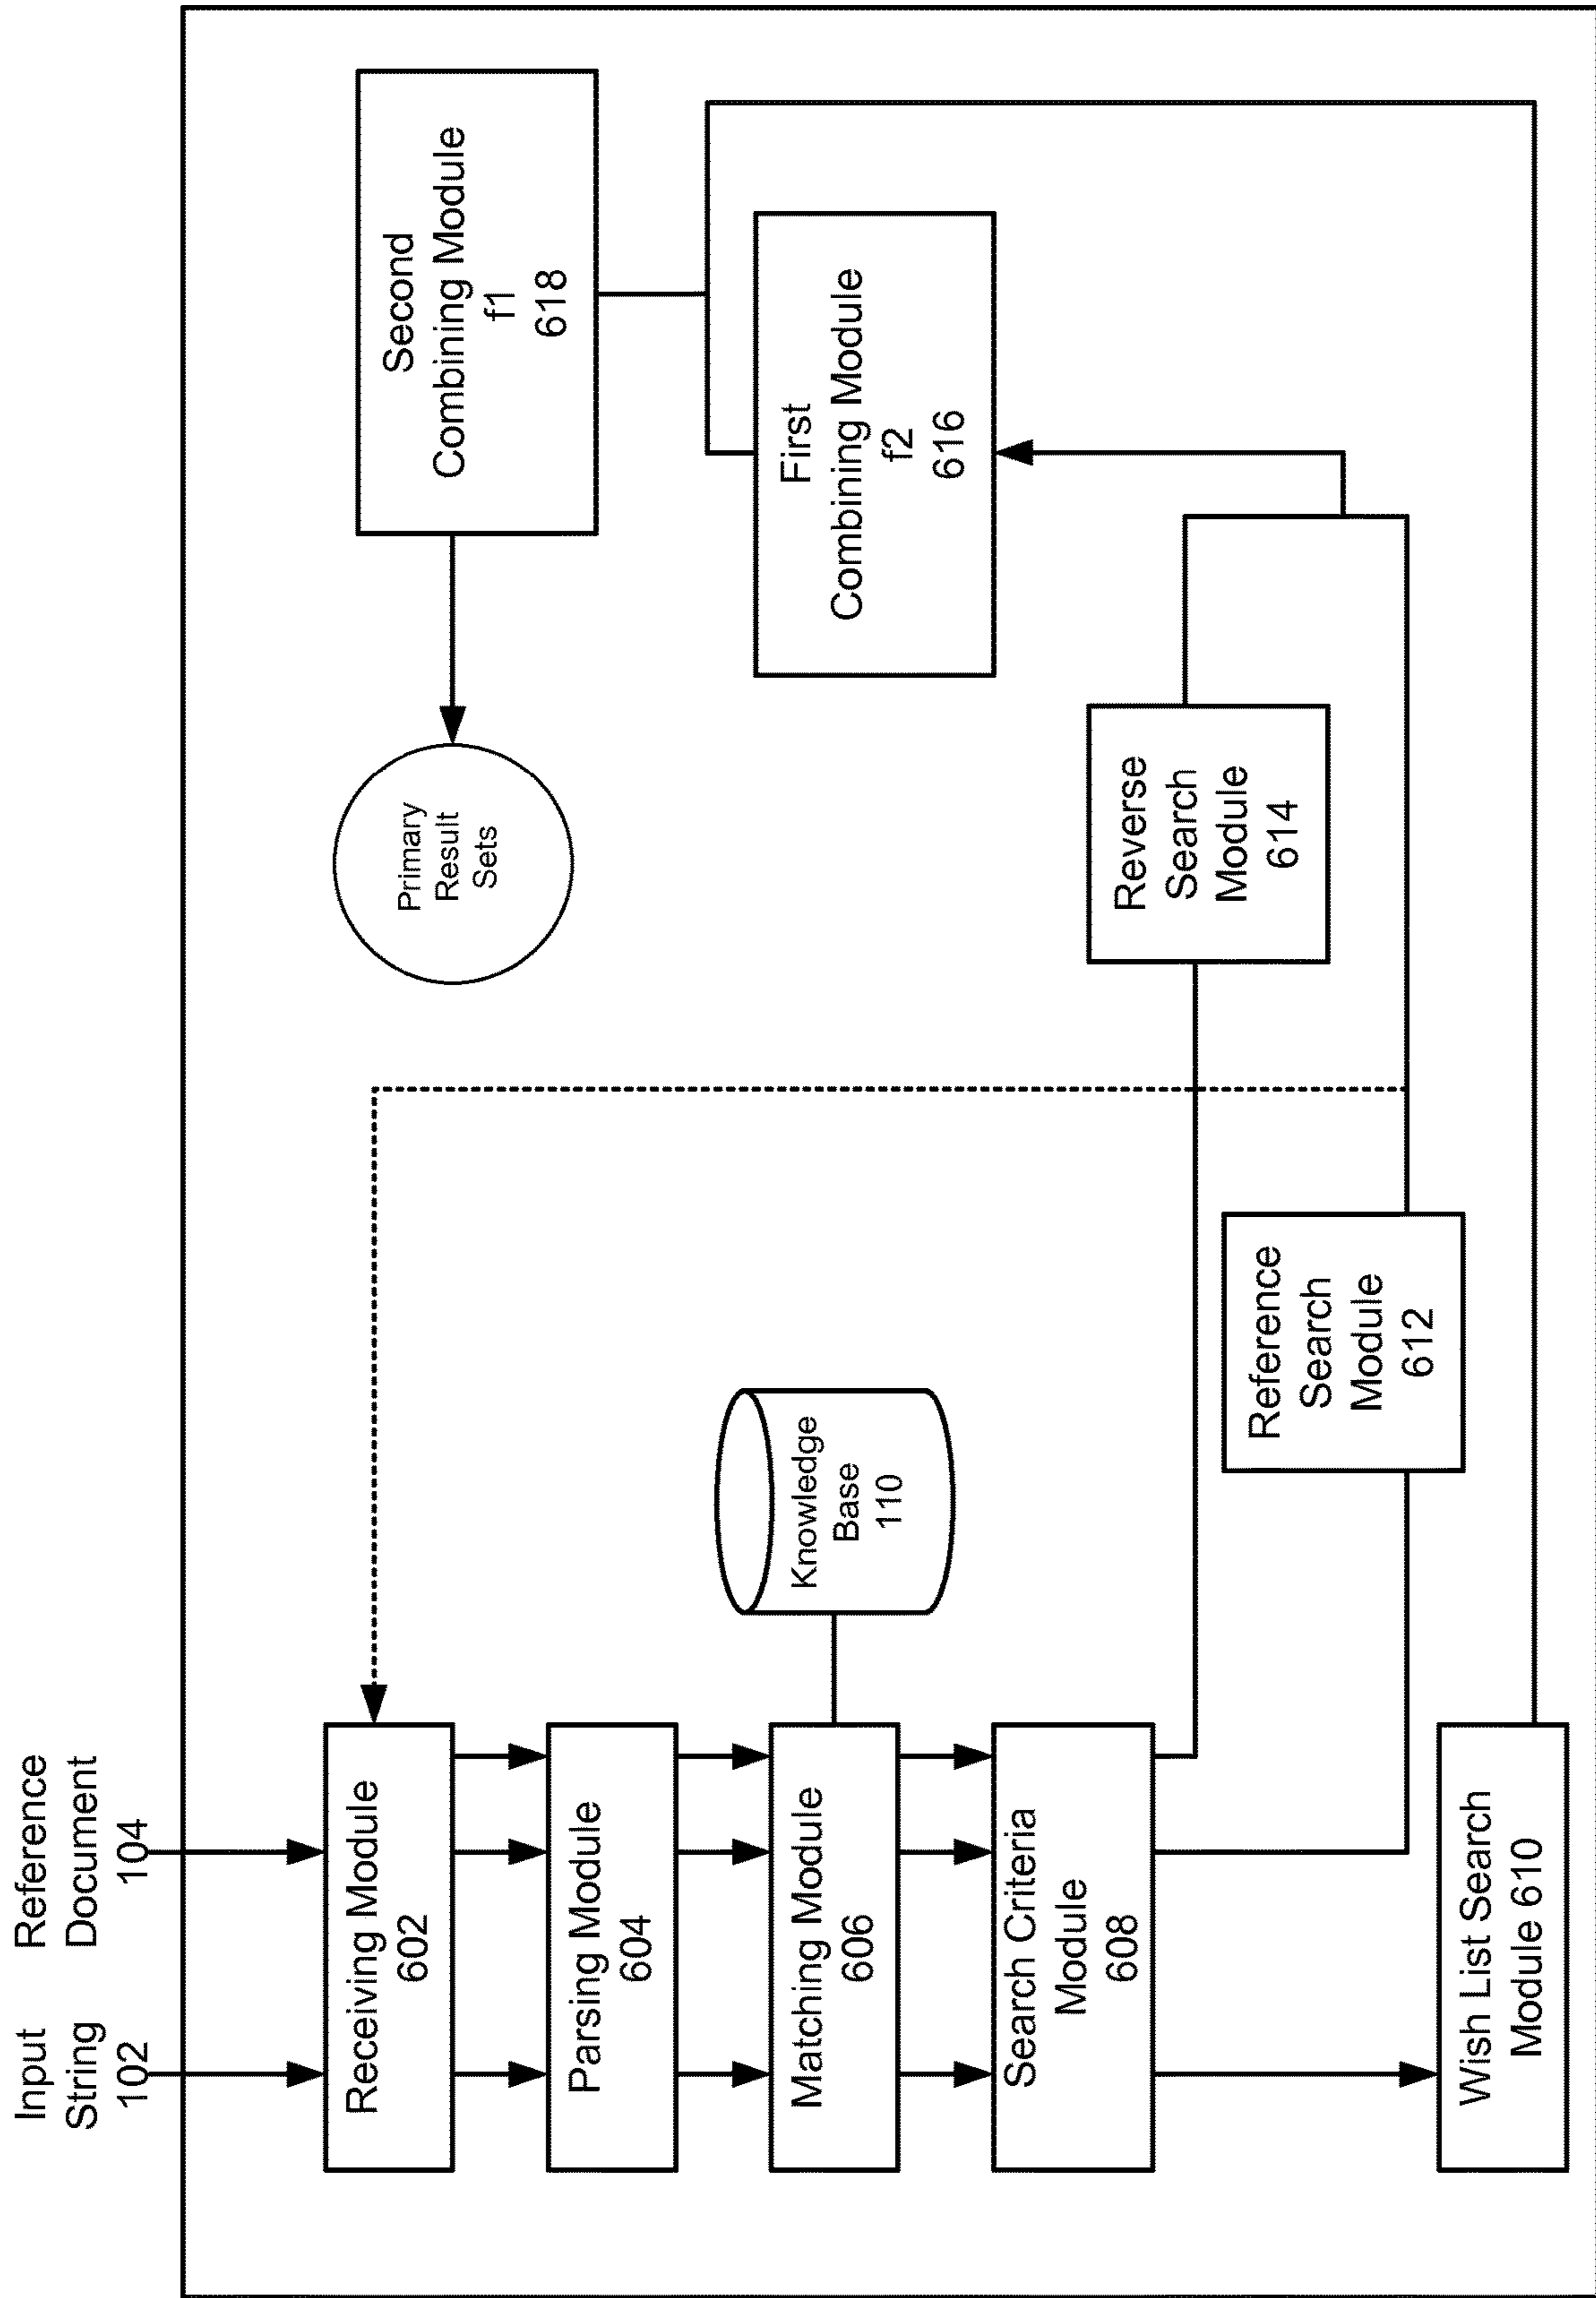 Input
String
102
Reference
Document
104
Receiving Module
602
Parsing Module
604
Matching Module
606
Search Criteria
Module
608
Wish List Search
Module 610
Knowledge
Base
110
Reference
Search
Module
612
Reverse
Search
Module
614
Primary
Result
Sets
First
Combining Module
f2
616
Second
Combining Module
f1
618